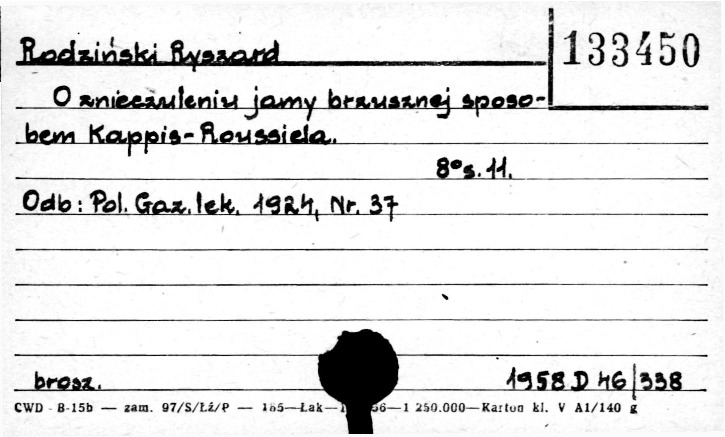 Rodziński Ryszard
133450
O znieczuleniu jamy brzusznej sposo-
bem Kappis-Roussiela.
8° s. 11.
Odb: Pol. Gaz. lek. 1924, Nr. 37
brosz.
1958 D 46/338
CWD - B-15b — zam. 97/S/Łź/P — 165—Łak— 56—1 250.000—Karton kl. V A1/140 g